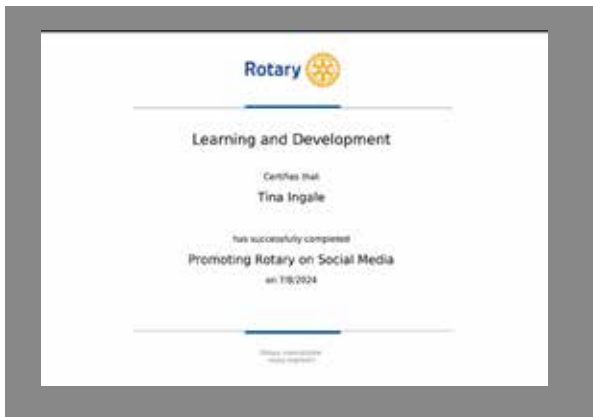 Rotary
Learning and Development
Certifies that
Tina Ingale
has successfully completed
Promoting Rotary on Social Media
on 7/8/2024